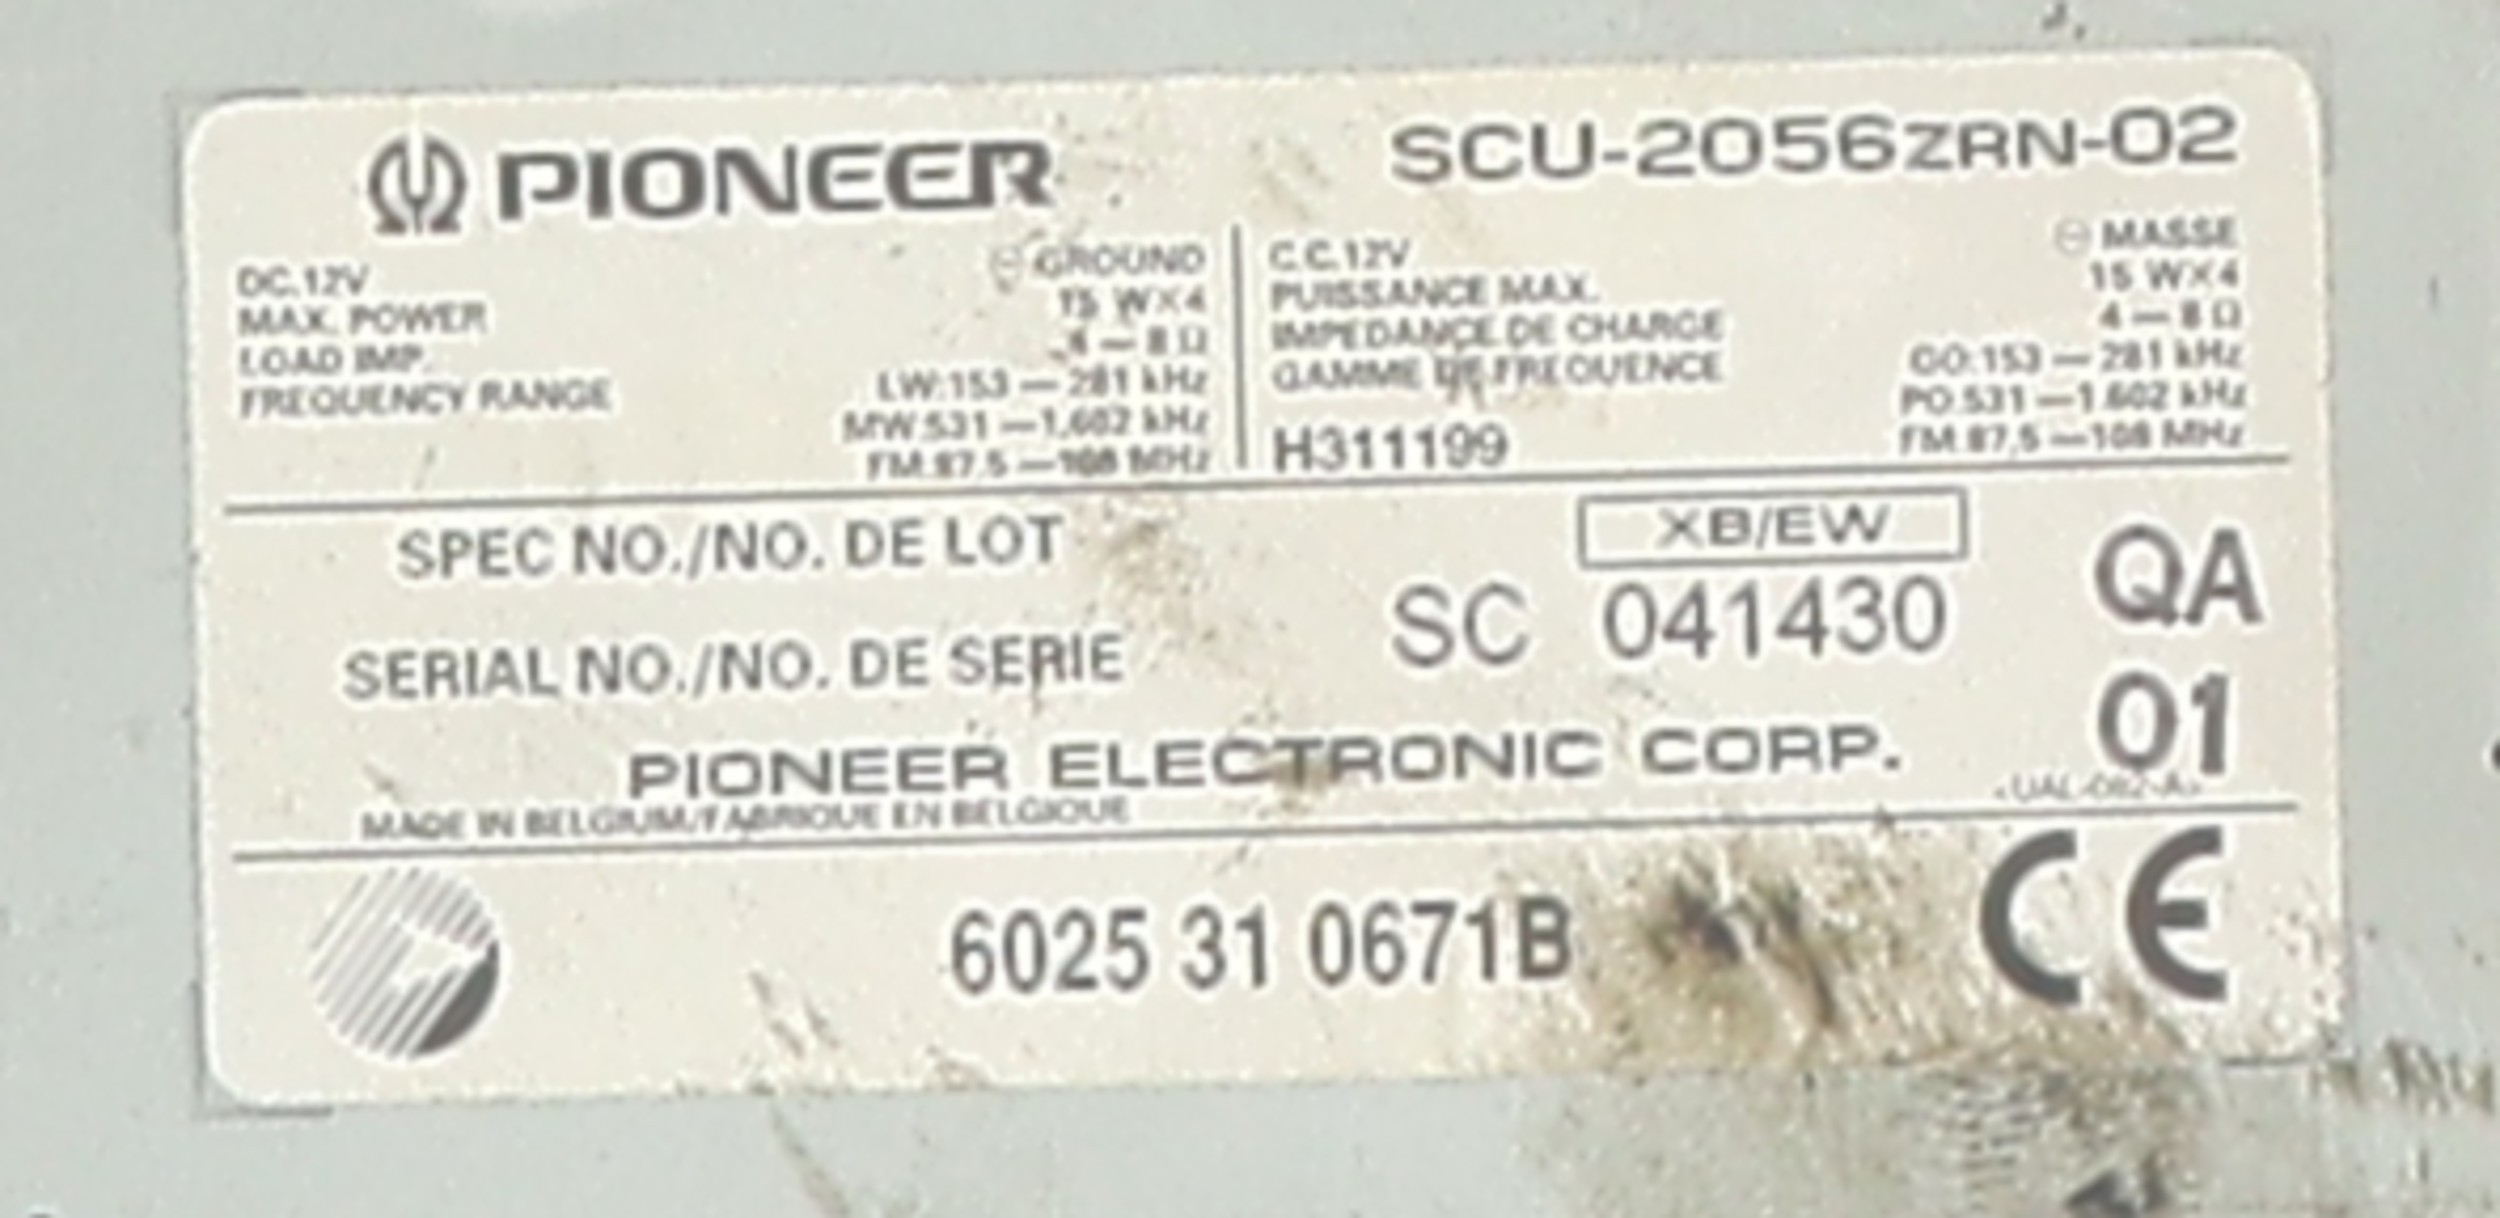 PIONEER SCU-2056ZRN-02
DC.12V ⊖ GROUND
MAX. POWER 15 W×4
LOAD IMP. 4 — 8 Ω
FREQUENCY RANGE LW:153 — 281 kHz
MW:531 — 1,602 kHz
FM:87,5 — 108 MHz
C.C.12V ⊖ MASSE
PUISSANCE MAX. 15 W×4
IMPEDANCE DE CHARGE 4 — 8 Ω
GAMME DE FREQUENCE GO:153 — 281 kHz
PO:531 — 1.602 kHz
H311199 FM:87,5 — 108 MHz
SPEC NO./NO. DE LOT XB/EW QA
SERIAL NO./NO. DE SERIE SC 041430
01
PIONEER ELECTRONIC CORP.
MADE IN BELGIUM/FABRIQUE EN BELGIQUE
6025 31 0671B CE